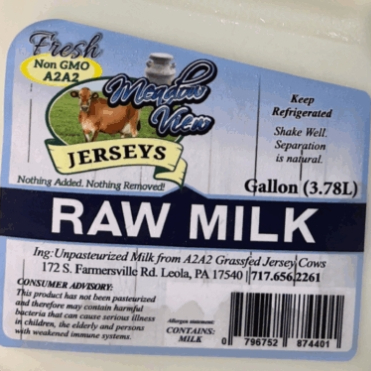 Fresh
Non GMO
A2A2
Meadow
View
JERSEYS
Nothing Added. Nothing Removed!
Keep
Refrigerated
Shake Well.
Separation
is natural.
Gallon (3.78L)
RAW MILK
Ing: Unpasteurized Milk from A2A2 Grassfed Jersey Cows
172 S. Farmersville Rd. Leola, PA 17540 | 717.656.2261
CONSUMER ADVISORY:
This product has not been pasteurized
and therefore may contain harmful
bacteria that can cause serious illness
in children, the elderly and persons
with weakened immune systems.
Allergen statement:
CONTAINS:
MILK
0 796752 874401